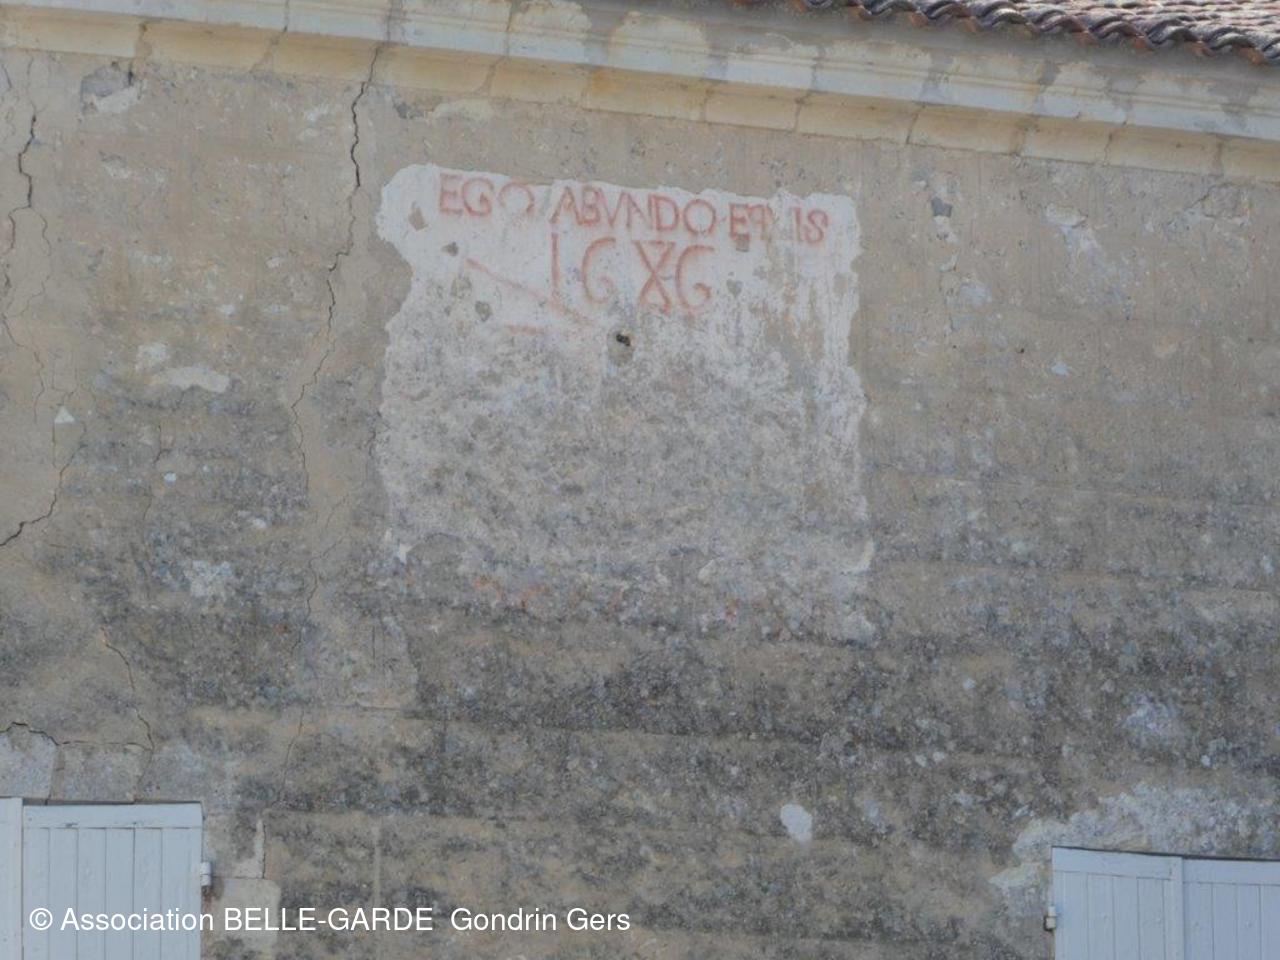 EGO ABVNDO
1686
© Association BELLE-GARDE Gondrin Gers